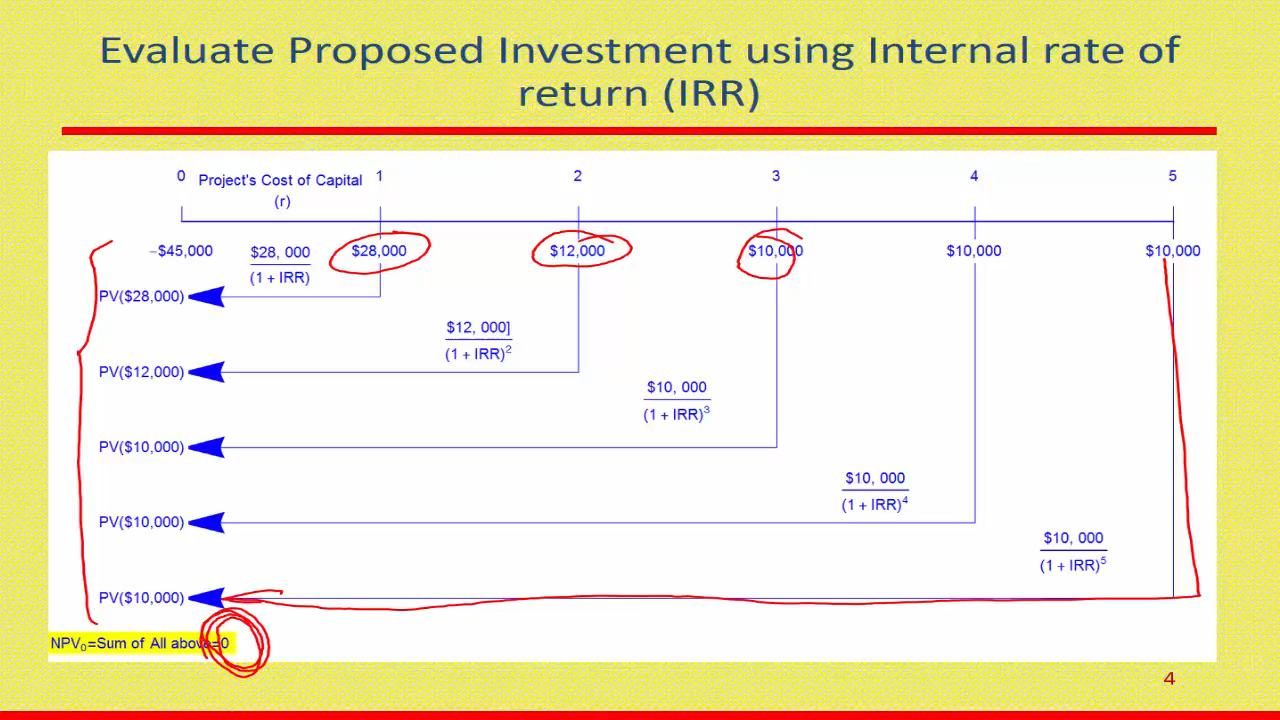 Evaluate Proposed Investment using Internal rate of
return (IRR)
0 Project's Cost of Capital 1 2 3 4 5
(r)
−$45,000 $28, 000 $28,000 $12,000 $10,000 $10,000 $10,000
(1 + IRR)
PV($28,000)
$12, 000]
(1 + IRR)²
PV($12,000)
$10, 000
(1 + IRR)³
PV($10,000)
$10, 000
(1 + IRR)⁴
PV($10,000)
$10, 000
(1 + IRR)⁵
PV($10,000)
NPV₀=Sum of All above=0
4